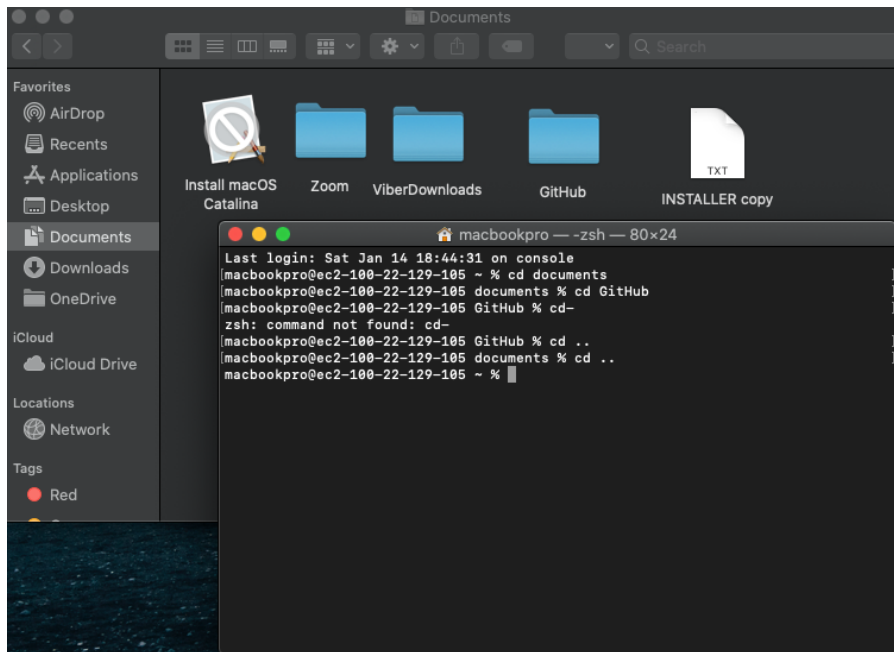 Documents
Search
Favorites
AirDrop
Recents
Applications
Desktop
Documents
Downloads
OneDrive
iCloud
iCloud Drive
Locations
Network
Tags
Red
Install macOS
Catalina
Zoom
ViberDownloads
GitHub
TXT
INSTALLER copy
macbookpro — -zsh — 80×24
Last login: Sat Jan 14 18:44:31 on console
[macbookpro@ec2-100-22-129-105 ~ % cd documents ]
[macbookpro@ec2-100-22-129-105 documents % cd GitHub ]
[macbookpro@ec2-100-22-129-105 GitHub % cd- ]
zsh: command not found: cd-
[macbookpro@ec2-100-22-129-105 GitHub % cd .. ]
[macbookpro@ec2-100-22-129-105 documents % cd .. ]
macbookpro@ec2-100-22-129-105 ~ %